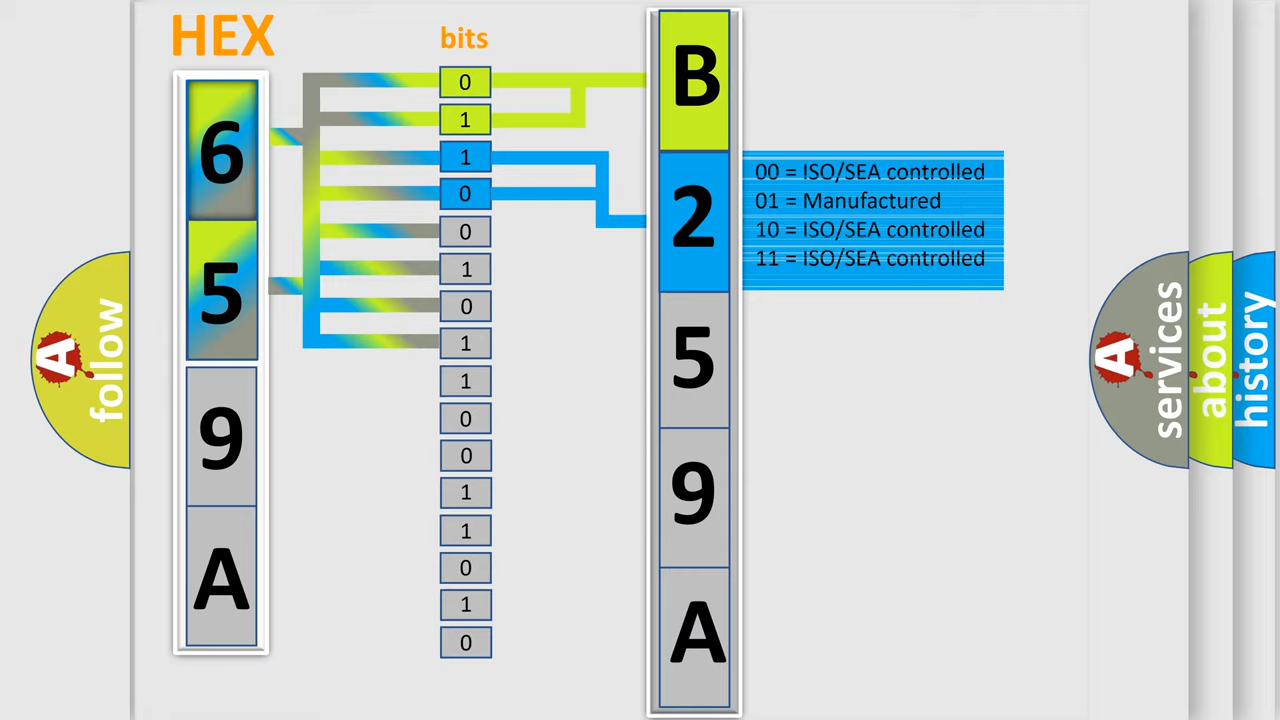 HEX
bits
6
5
9
A
0
1
1
0
0
1
0
1
1
0
0
1
1
0
1
0
B
2
5
9
A
00 = ISO/SEA controlled
01 = Manufactured
10 = ISO/SEA controlled
11 = ISO/SEA controlled
A
follow
A
services
about
history